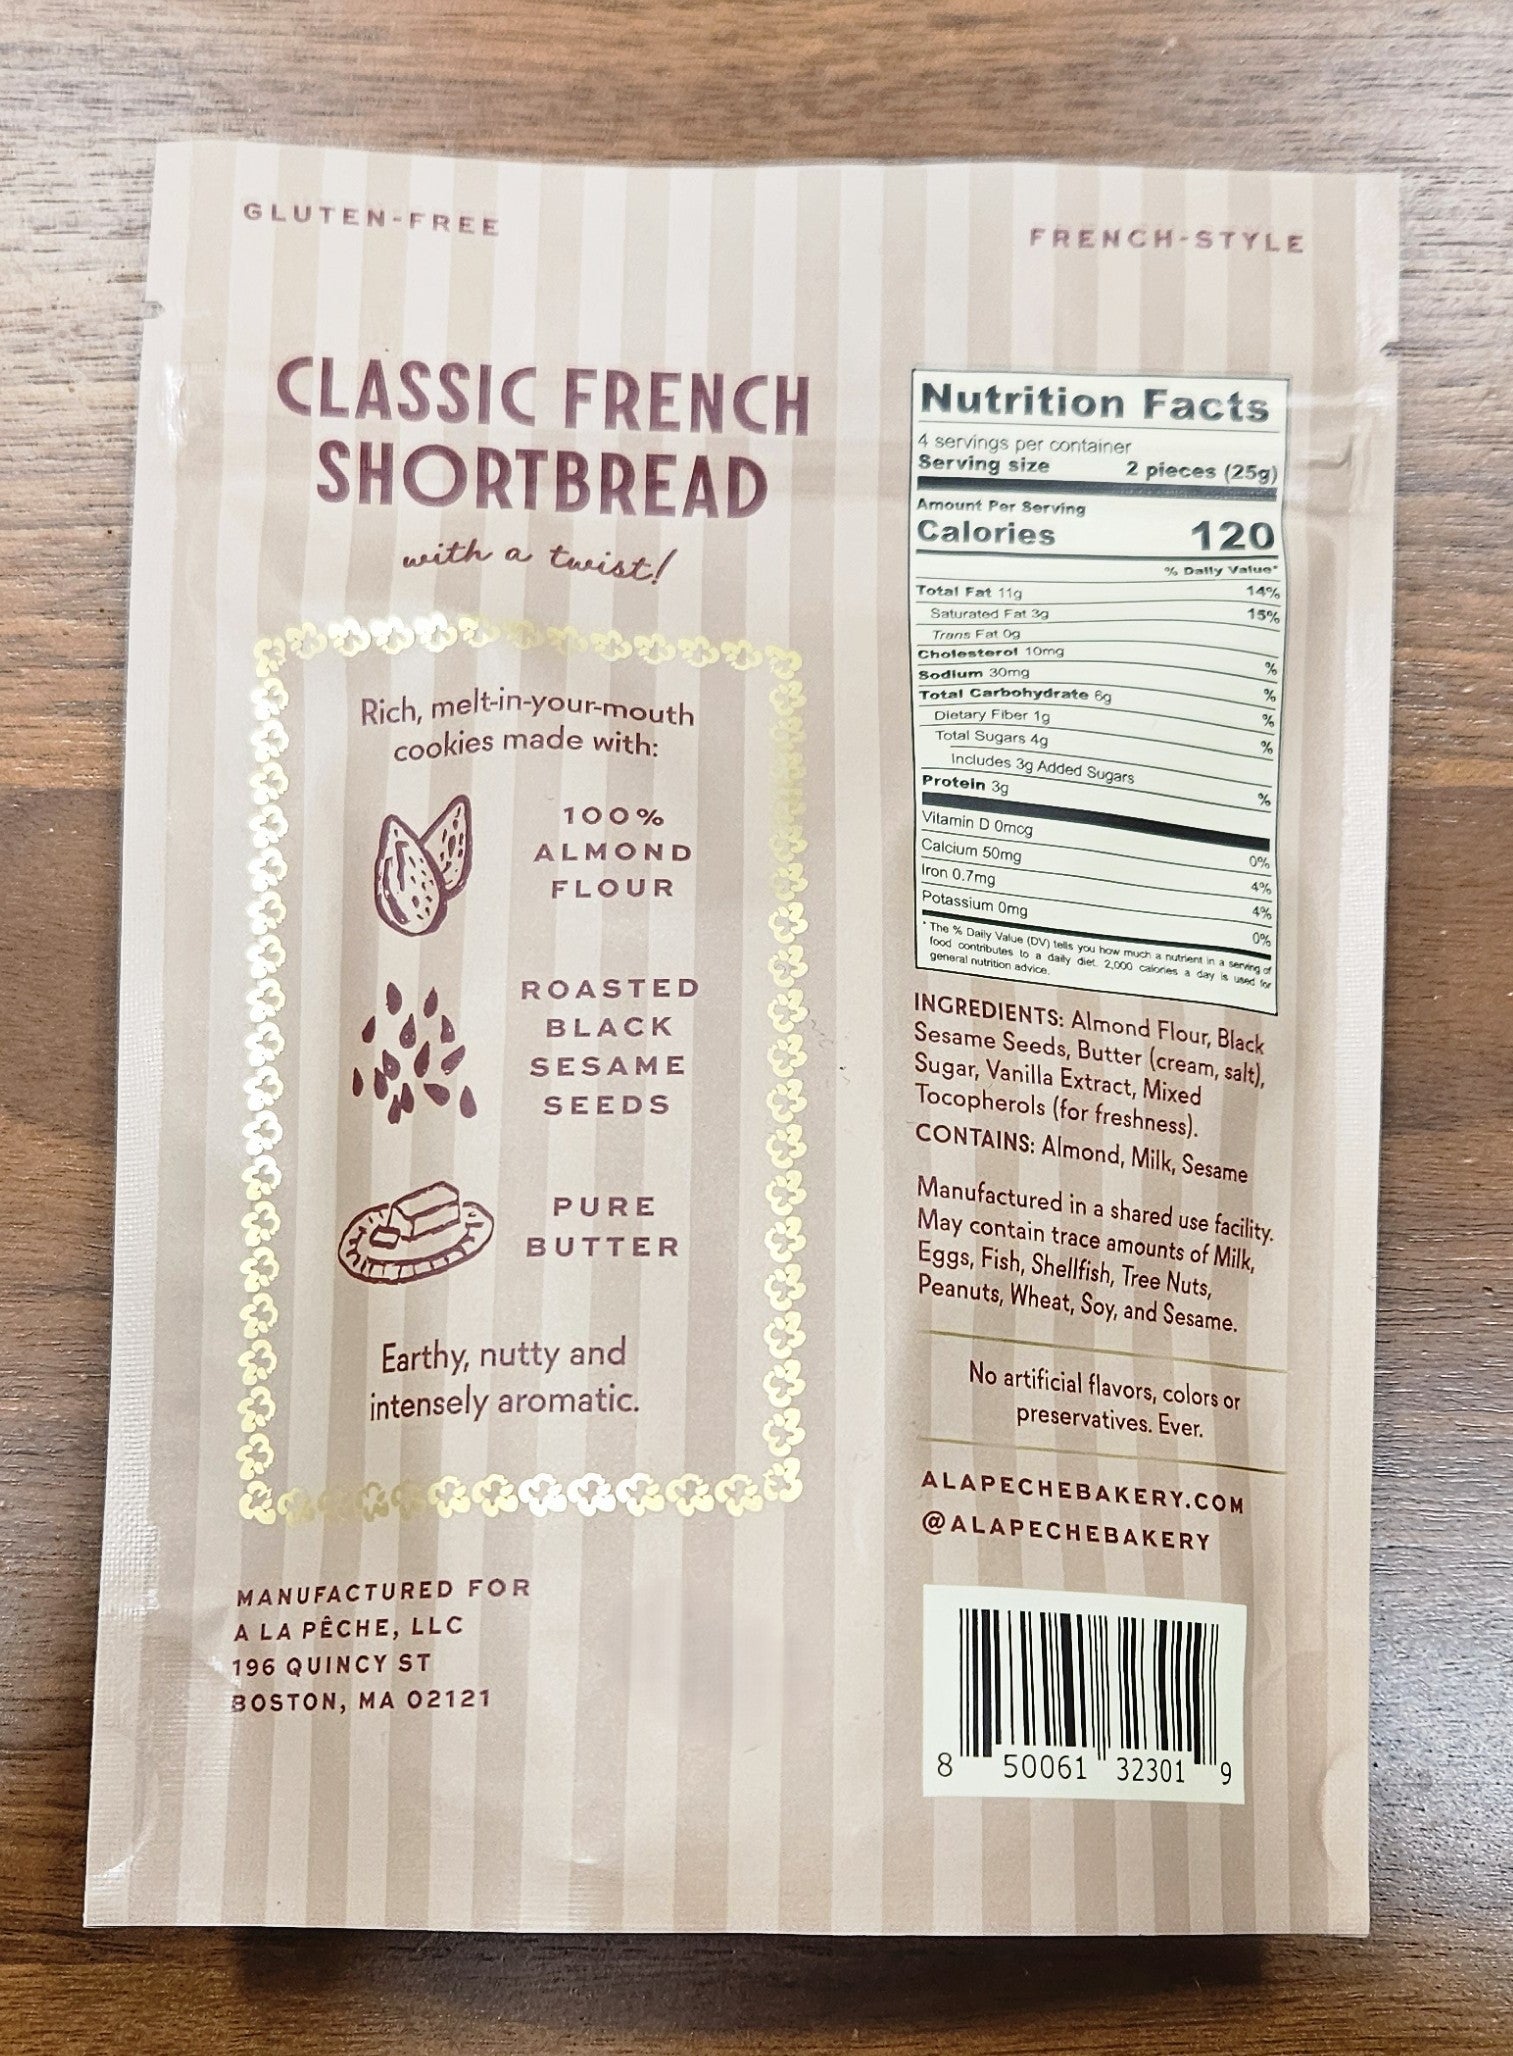 GLUTEN-FREE
FRENCH-STYLE
CLASSIC FRENCH
SHORTBREAD
with a twist!
Rich, melt-in-your-mouth
cookies made with:
100%
ALMOND
FLOUR
ROASTED
BLACK
SESAME
SEEDS
PURE
BUTTER
Earthy, nutty and
intensely aromatic.
MANUFACTURED FOR
A LA PÊCHE, LLC
196 QUINCY ST
BOSTON, MA 02121
Nutrition Facts
4 servings per container
Serving size 2 pieces (25g)
Amount Per Serving
Calories 120
% Daily Value*
Total Fat 11g 14%
Saturated Fat 3g 15%
Trans Fat 0g
Cholesterol 10mg %
Sodium 30mg %
Total Carbohydrate 6g %
Dietary Fiber 1g %
Total Sugars 4g
Includes 3g Added Sugars %
Protein 3g
Vitamin D 0mcg 0%
Calcium 50mg 4%
Iron 0.7mg 4%
Potassium 0mg 0%
* The % Daily Value (DV) tells you how much a nutrient in a serving of
food contributes to a daily diet. 2,000 calories a day is used for
general nutrition advice.
INGREDIENTS: Almond Flour, Black
Sesame Seeds, Butter (cream, salt),
Sugar, Vanilla Extract, Mixed
Tocopherols (for freshness).
CONTAINS: Almond, Milk, Sesame
Manufactured in a shared use facility.
May contain trace amounts of Milk,
Eggs, Fish, Shellfish, Tree Nuts,
Peanuts, Wheat, Soy, and Sesame.
No artificial flavors, colors or
preservatives. Ever.
ALAPECHEBAKERY.COM
@ALAPECHEBAKERY
8 50061 32301 9